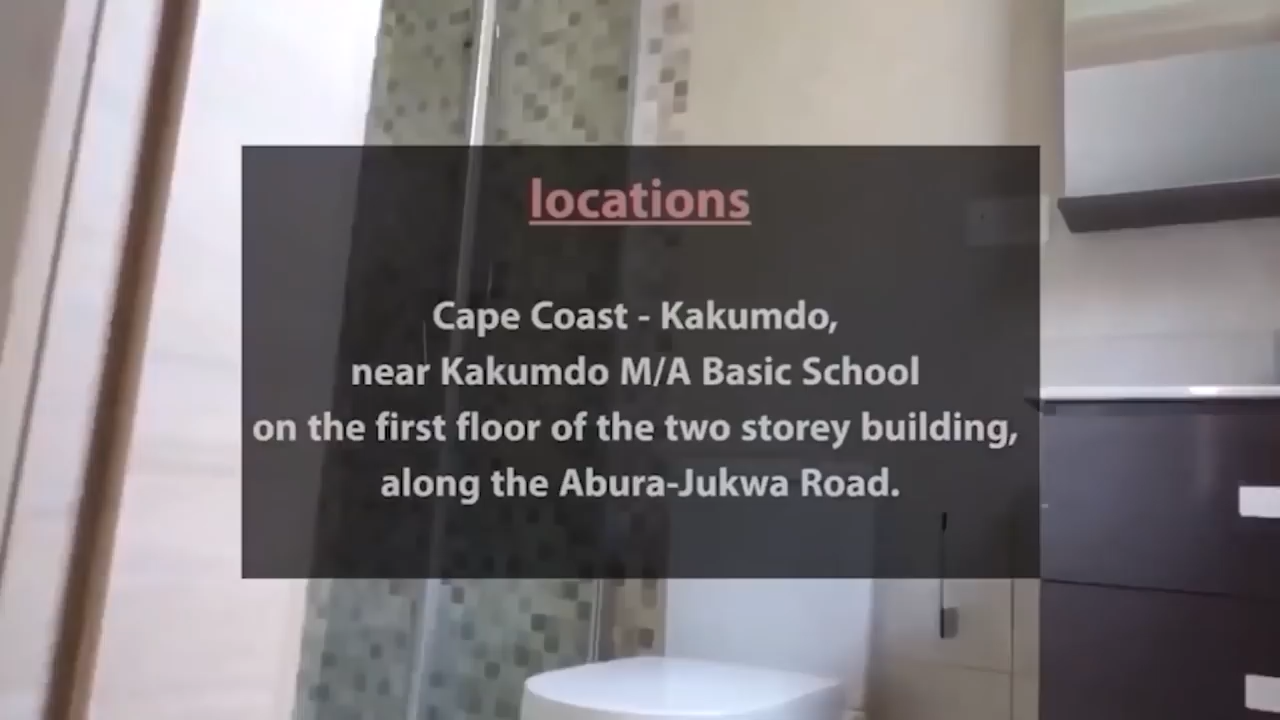 locations
Cape Coast - Kakumdo,
near Kakumdo M/A Basic School
on the first floor of the two storey building,
along the Abura-Jukwa Road.